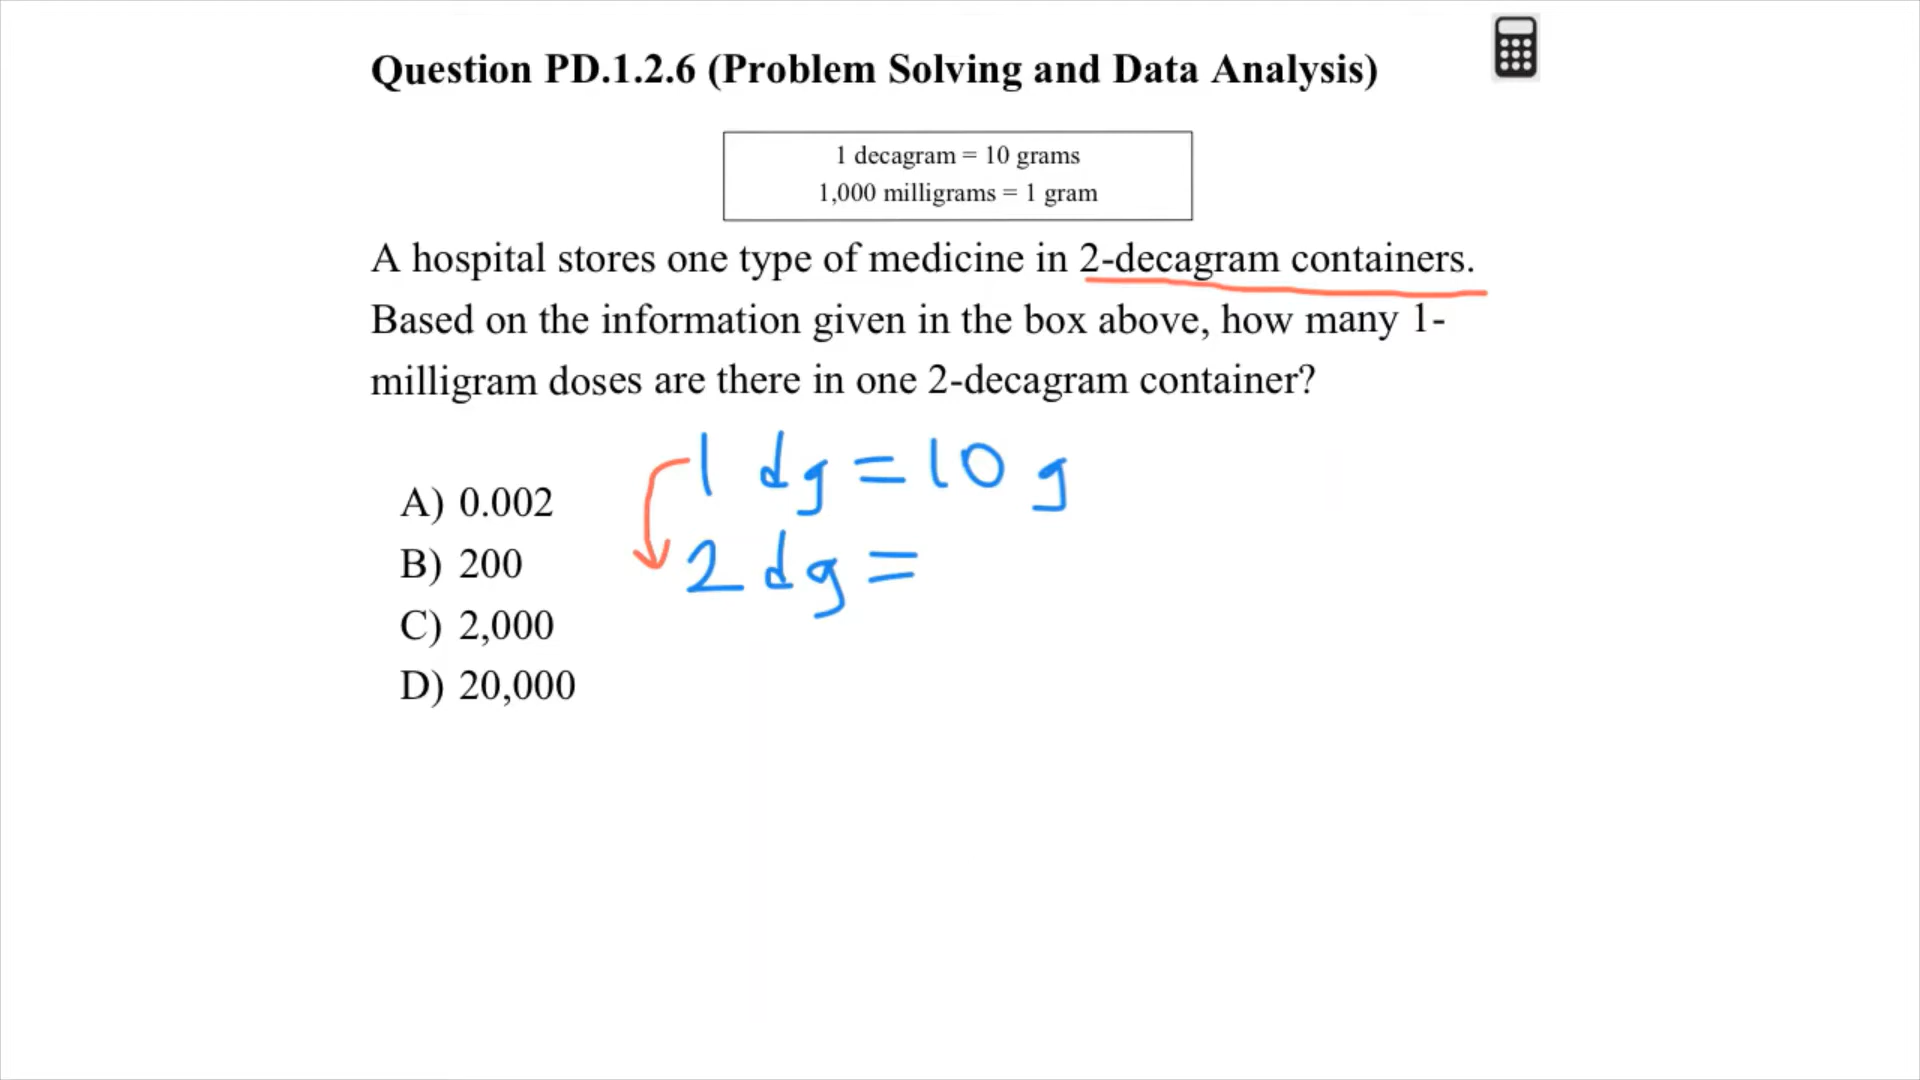 Question PD.1.2.6 (Problem Solving and Data Analysis)
1 decagram = 10 grams
1,000 milligrams = 1 gram
A hospital stores one type of medicine in 2-decagram containers.
Based on the information given in the box above, how many 1-
milligram doses are there in one 2-decagram container?
1 dg = 10 g
2 dg =
A) 0.002
B) 200
C) 2,000
D) 20,000